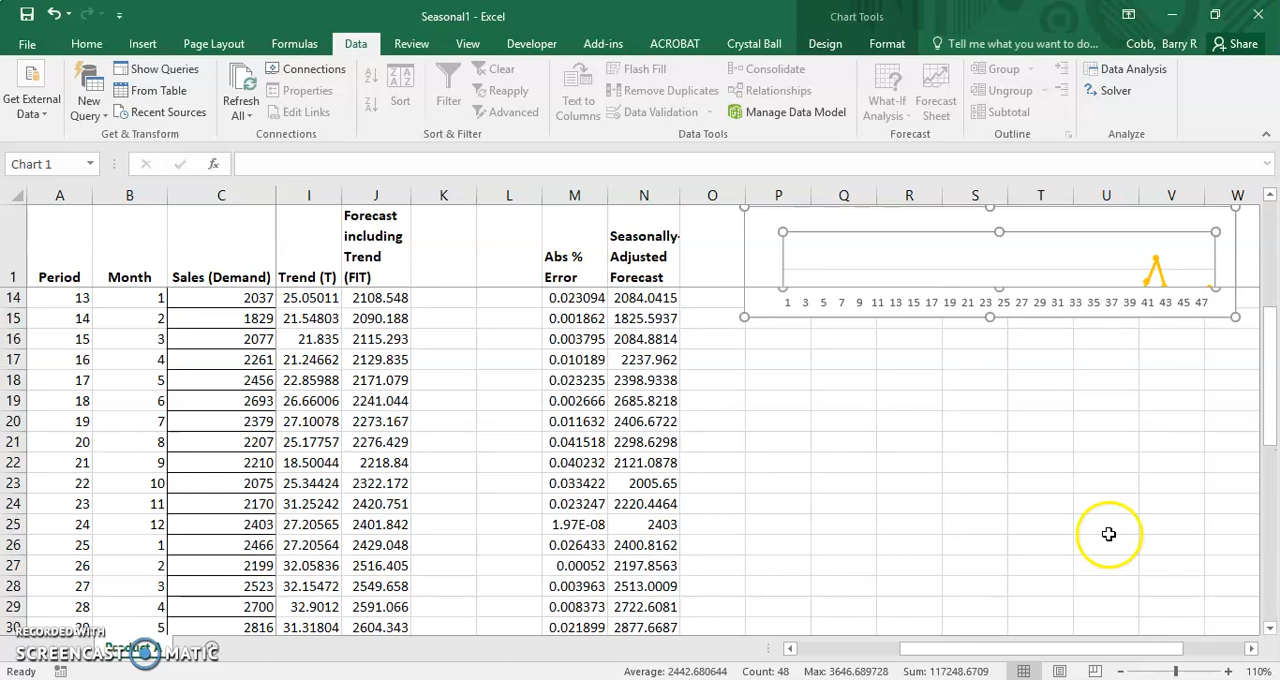 Seasonal1 - Excel
Chart Tools
File Home Insert Page Layout Formulas Data Review View Developer Add-ins ACROBAT Crystal Ball Design Format Tell me what you want to do... Cobb, Barry R Share
Get External Data
New Query
Show Queries
From Table
Recent Sources
Get & Transform
Refresh All
Connections
Properties
Edit Links
Connections
Sort
Filter
Clear
Reapply
Advanced
Sort & Filter
Text to Columns
Flash Fill
Remove Duplicates
Data Validation
Consolidate
Relationships
Manage Data Model
Data Tools
What-If Analysis
Forecast Sheet
Forecast
Group
Ungroup
Subtotal
Outline
Data Analysis
Solver
Analyze
Chart 1 fx
A B C I J K L M N O P Q R S T U V W
1 Period Month Sales (Demand) Trend (T) Forecast including Trend (FIT) Abs % Error Seasonally-Adjusted Forecast
14 13 1 2037 25.05011 2108.548 0.023094 2084.0415
15 14 2 1829 21.54803 2090.188 0.001862 1825.5937
16 15 3 2077 21.835 2115.293 0.003795 2084.8814
17 16 4 2261 21.24662 2129.835 0.010189 2237.962
18 17 5 2456 22.85988 2171.079 0.023235 2398.9338
19 18 6 2693 26.66006 2241.044 0.002666 2685.8218
20 19 7 2379 27.10078 2273.167 0.011632 2406.6722
21 20 8 2207 25.17757 2276.429 0.041518 2298.6298
22 21 9 2210 18.50044 2218.84 0.040232 2121.0878
23 22 10 2075 25.34424 2322.172 0.033422 2005.65
24 23 11 2170 31.25242 2420.751 0.023247 2220.4464
25 24 12 2403 27.20565 2401.842 1.97E-08 2403
26 25 1 2466 27.20564 2429.048 0.026433 2400.8162
27 26 2 2199 32.05836 2516.405 0.00052 2197.8563
28 27 3 2523 32.15472 2549.658 0.003963 2513.0009
29 28 4 2700 32.9012 2591.066 0.008373 2722.6081
30 5 2816 31.31804 2604.343 0.021899 2877.6687
1 3 5 7 9 11 13 15 17 19 21 23 25 27 29 31 33 35 37 39 41 43 45 47
RECORDED WITH
SCREENCAST-O-MATIC
Ready Average: 2442.680644 Count: 48 Max: 3646.689728 Sum: 117248.6709 110%